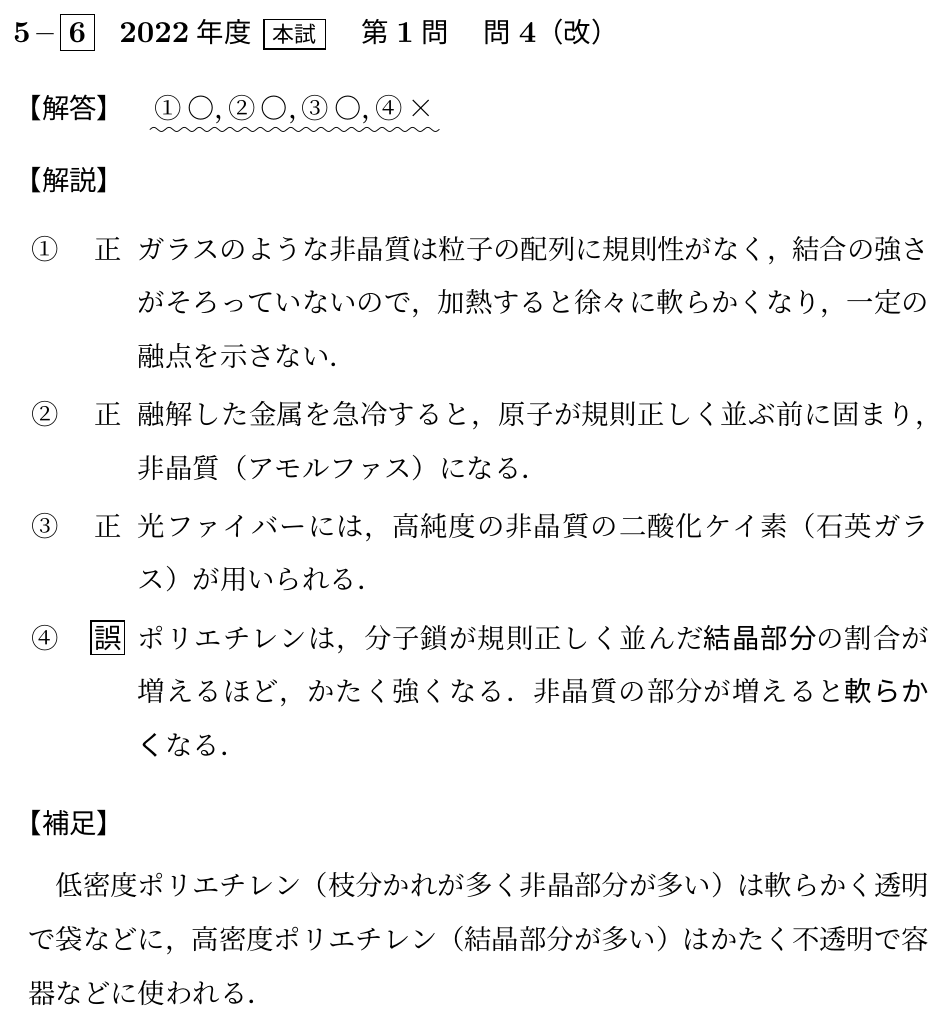 5-6 2022 年度 本試 第 1 問 問 4（改）
【解答】 ①○, ②○, ③○, ④×
【解説】
① 正 ガラスのような非晶質は粒子の配列に規則性がなく，結合の強さ
がそろっていないので，加熱すると徐々に軟らかくなり，一定の
融点を示さない．
② 正 融解した金属を急冷すると，原子が規則正しく並ぶ前に固まり，
非晶質（アモルファス）になる．
③ 正 光ファイバーには，高純度の非晶質の二酸化ケイ素（石英ガラ
ス）が用いられる．
④ 誤 ポリエチレンは，分子鎖が規則正しく並んだ結晶部分の割合が
増えるほど，かたく強くなる．非晶質の部分が増えると軟らか
くなる．
【補足】
低密度ポリエチレン（枝分かれが多く非晶部分が多い）は軟らかく透明
で袋などに，高密度ポリエチレン（結晶部分が多い）はかたく不透明で容
器などに使われる．